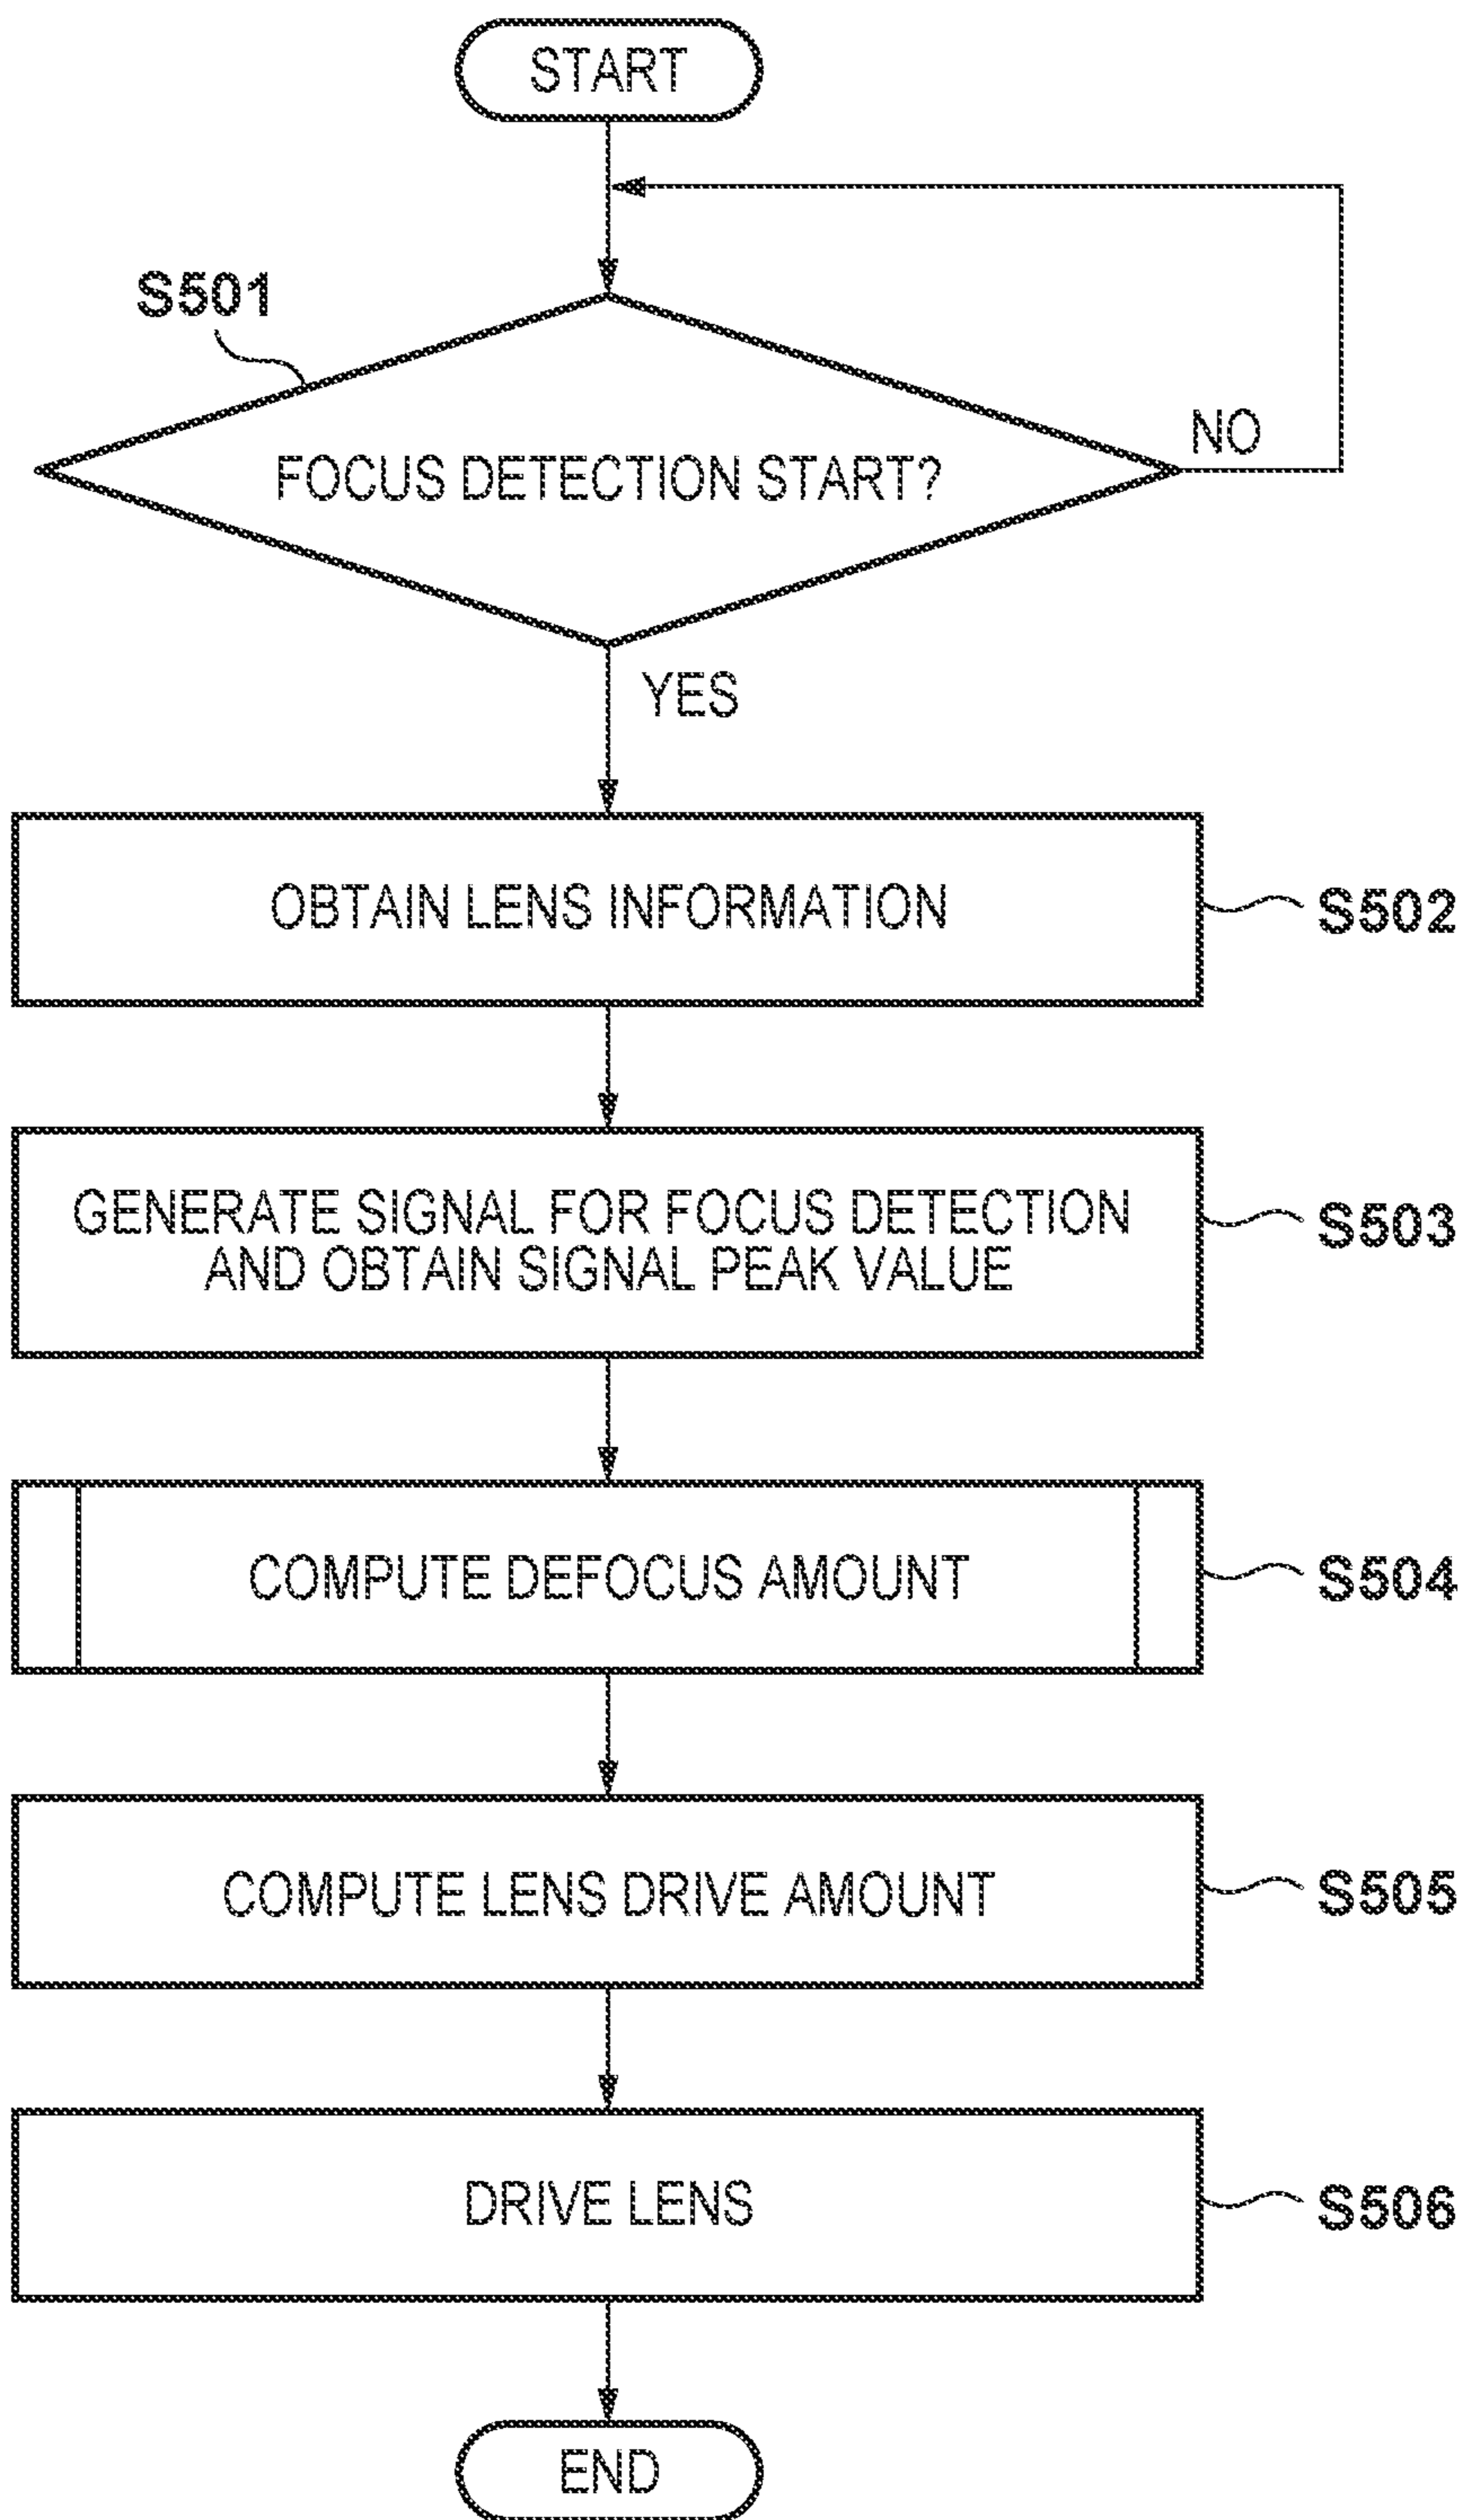 START
S501
FOCUS DETECTION START?
NO
YES
OBTAIN LENS INFORMATION
S502
GENERATE SIGNAL FOR FOCUS DETECTION
AND OBTAIN SIGNAL PEAK VALUE
S503
COMPUTE DEFOCUS AMOUNT
S504
COMPUTE LENS DRIVE AMOUNT
S505
DRIVE LENS
S506
END